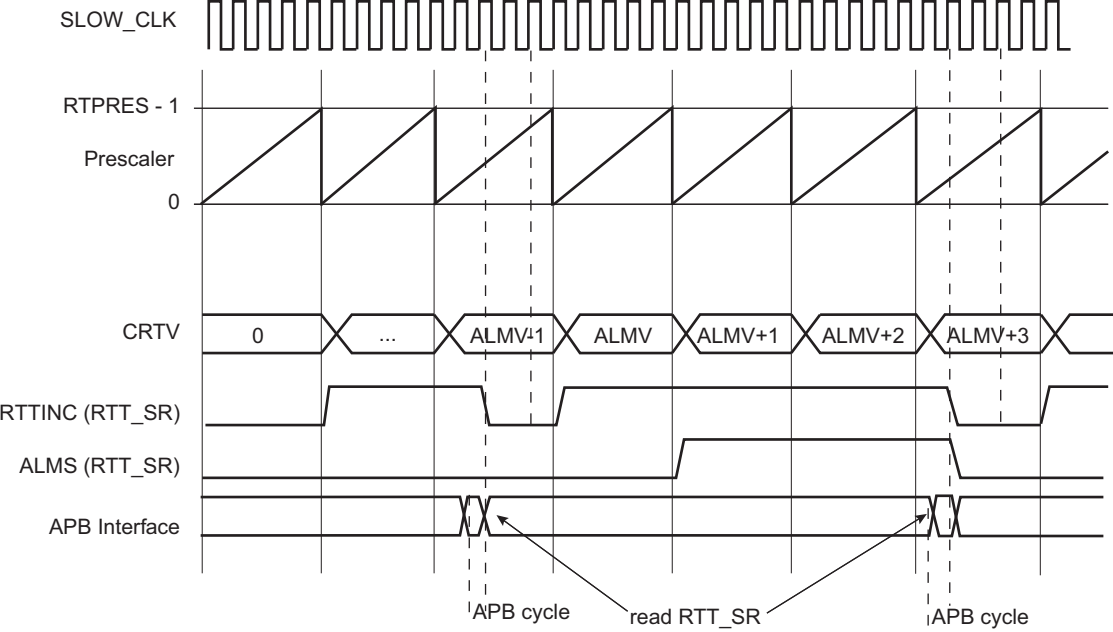 SLOW_CLK
RTPRES - 1
Prescaler
0
CRTV
0
...
ALMV-1
ALMV
ALMV+1
ALMV+2
ALMV+3
RTTINC (RTT_SR)
ALMS (RTT_SR)
APB Interface
APB cycle
read RTT_SR
APB cycle